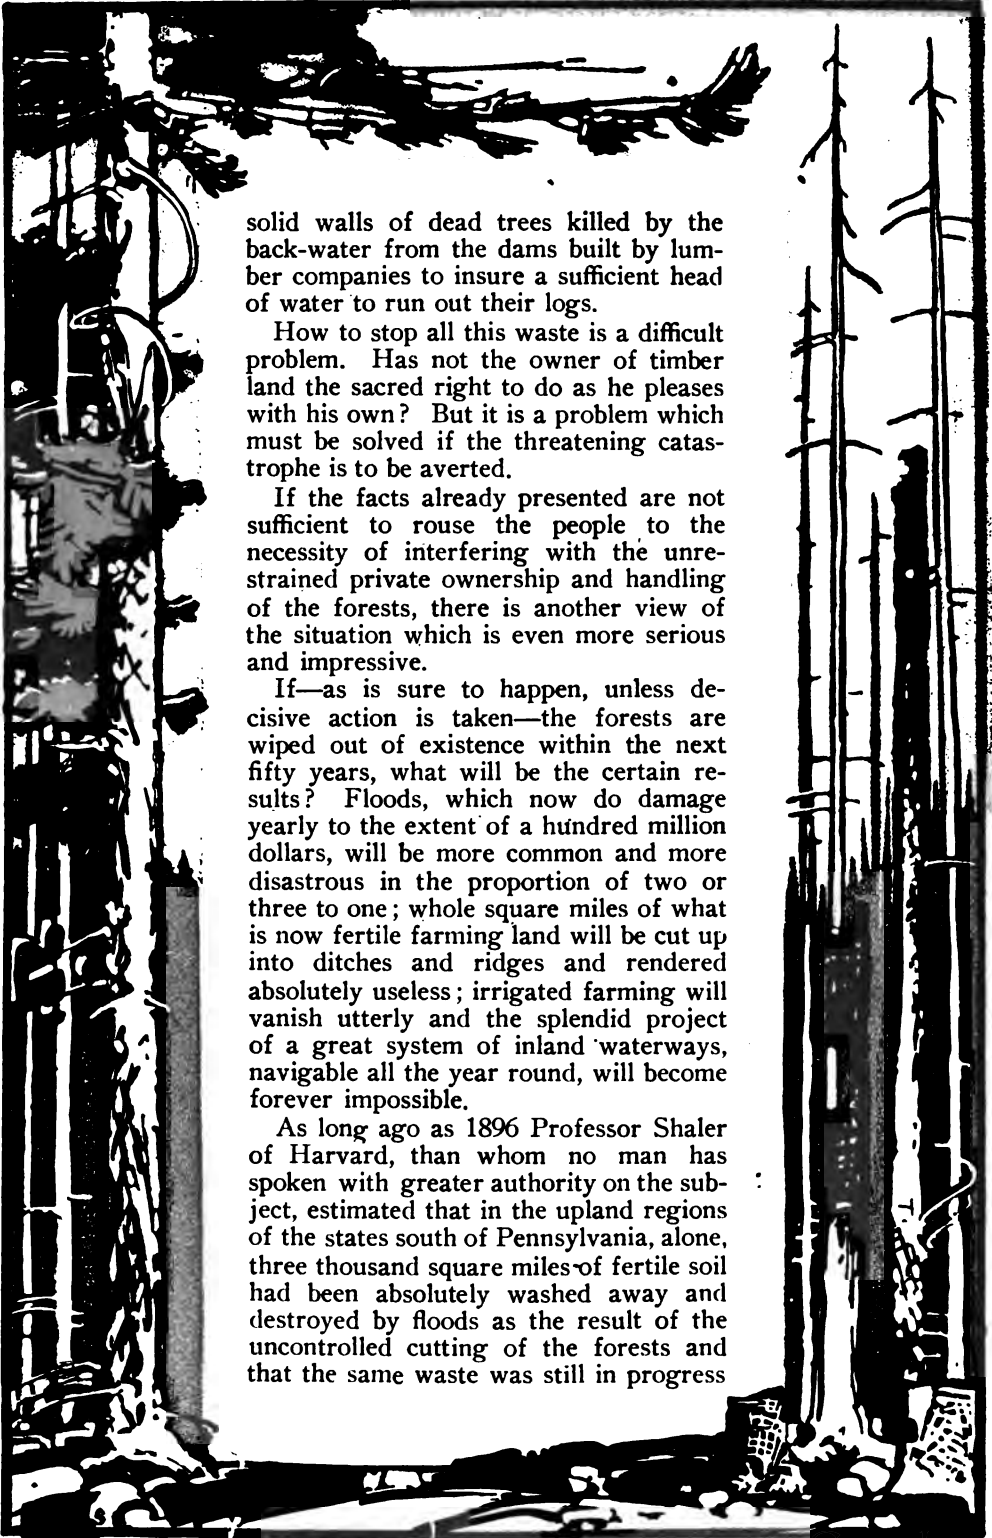 solid walls of dead trees killed by the
back-water from the dams built by lum-
ber companies to insure a sufficient head
of water to run out their logs.
How to stop all this waste is a difficult
problem. Has not the owner of timber
land the sacred right to do as he pleases
with his own? But it is a problem which
must be solved if the threatening catas-
trophe is to be averted.
If the facts already presented are not
sufficient to rouse the people to the
necessity of interfering with the unre-
strained private ownership and handling
of the forests, there is another view of
the situation which is even more serious
and impressive.
If—as is sure to happen, unless de-
cisive action is taken—the forests are
wiped out of existence within the next
fifty years, what will be the certain re-
sults? Floods, which now do damage
yearly to the extent of a hundred million
dollars, will be more common and more
disastrous in the proportion of two or
three to one; whole square miles of what
is now fertile farming land will be cut up
into ditches and ridges and rendered
absolutely useless; irrigated farming will
vanish utterly and the splendid project
of a great system of inland waterways,
navigable all the year round, will become
forever impossible.
As long ago as 1896 Professor Shaler
of Harvard, than whom no man has
spoken with greater authority on the sub-
ject, estimated that in the upland regions
of the states south of Pennsylvania, alone,
three thousand square miles of fertile soil
had been absolutely washed away and
destroyed by floods as the result of the
uncontrolled cutting of the forests and
that the same waste was still in progress